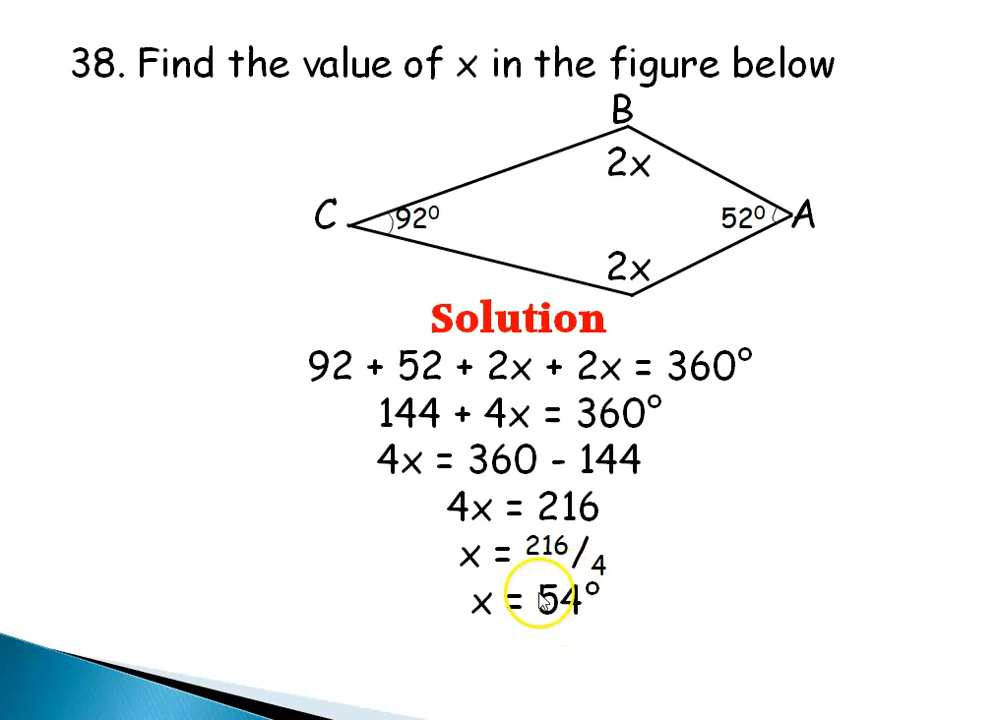 38. Find the value of x in the figure below
B
2x
C 92⁰ 52⁰ A
2x
Solution
92 + 52 + 2x + 2x = 360°
144 + 4x = 360°
4x = 360 - 144
4x = 216
x = ²¹⁶/₄
x = 54°